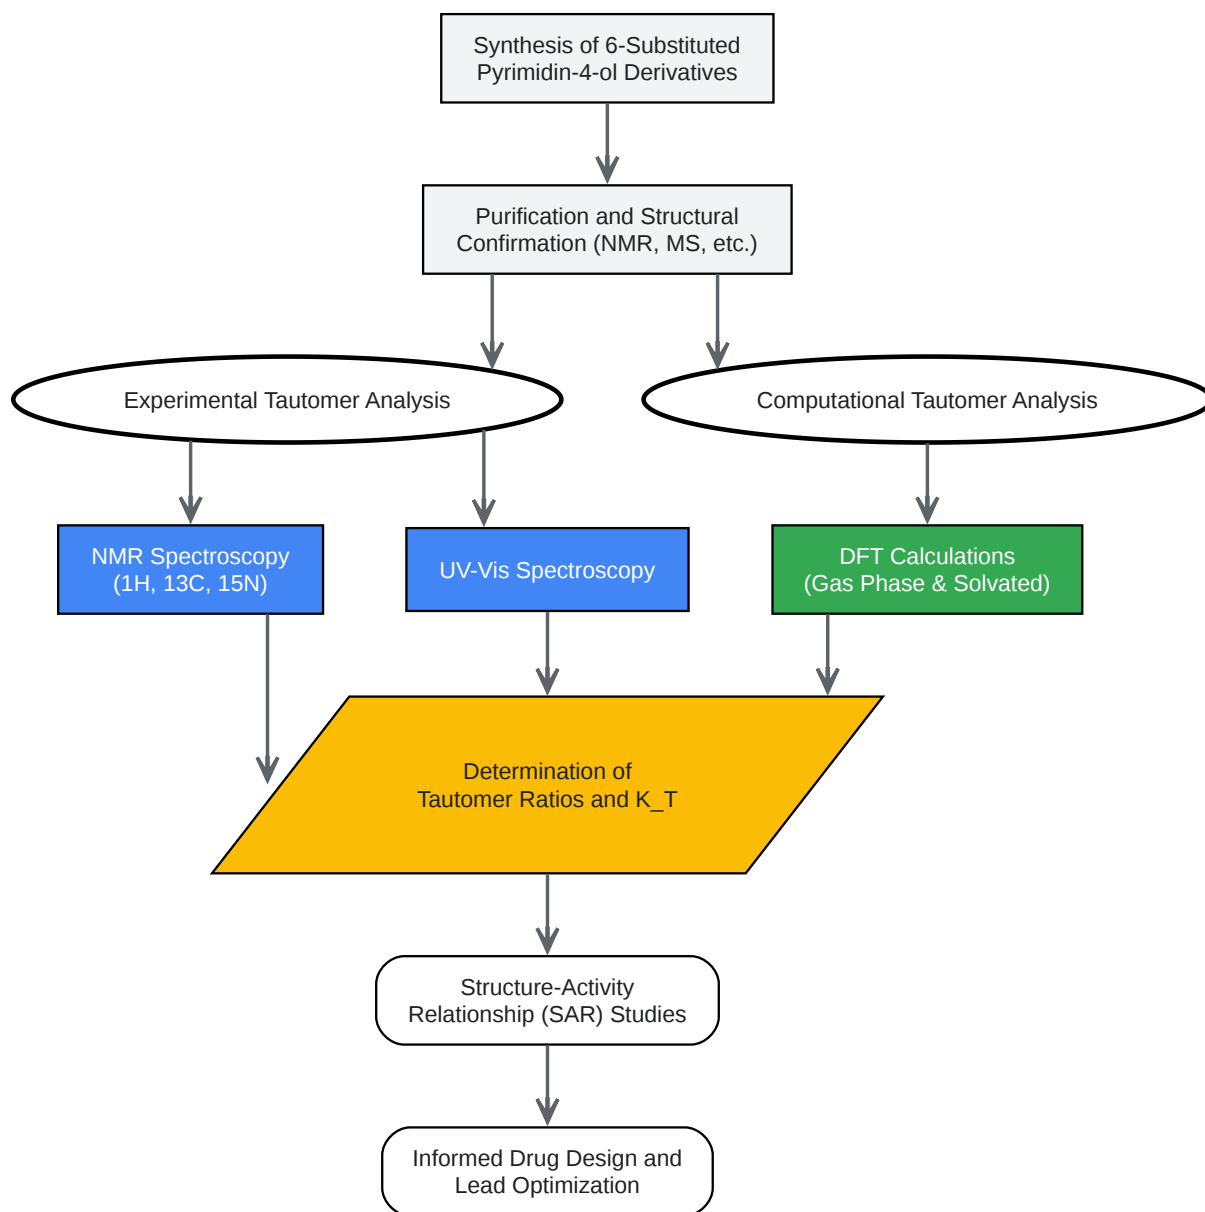 Synthesis of 6-Substituted
Pyrimidin-4-ol Derivatives
Purification and Structural
Confirmation (NMR, MS, etc.)
Experimental Tautomer Analysis
Computational Tautomer Analysis
NMR Spectroscopy
(1H, 13C, 15N)
UV-Vis Spectroscopy
DFT Calculations
(Gas Phase & Solvated)
Determination of
Tautomer Ratios and K_T
Structure-Activity
Relationship (SAR) Studies
Informed Drug Design and
Lead Optimization